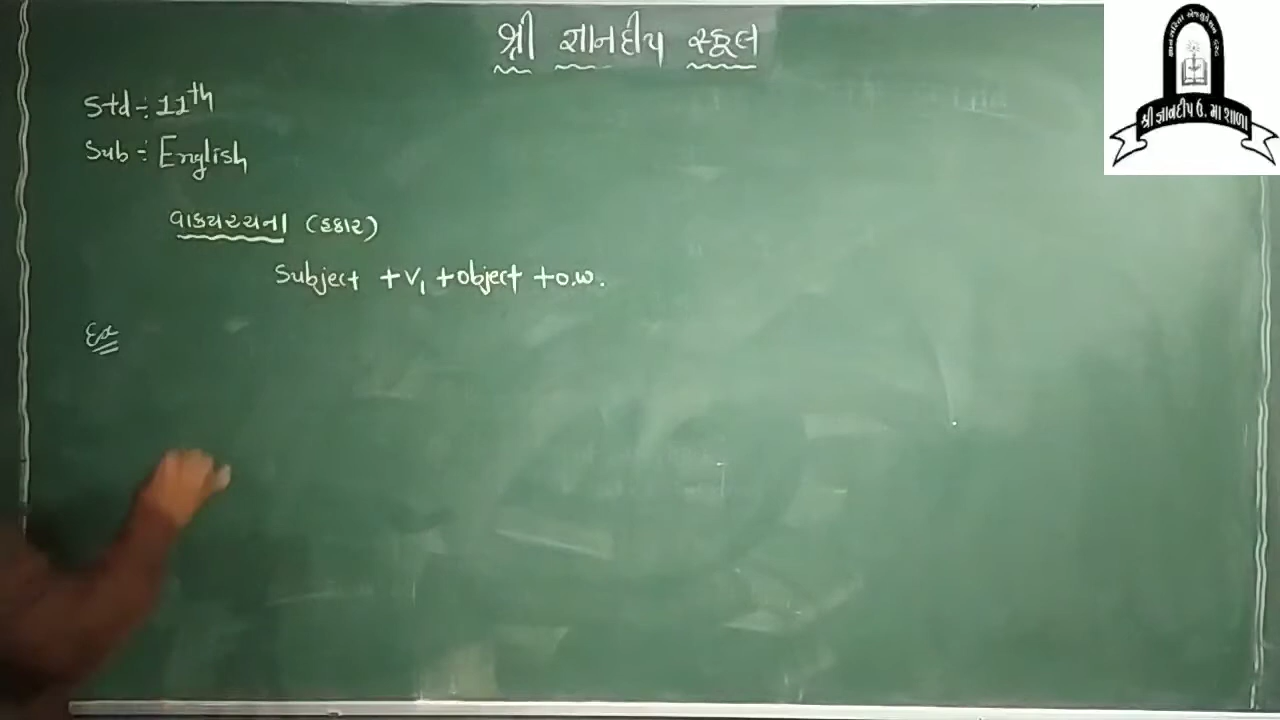 શ્રી જ્ઞાનદીપ સ્કૂલ
Std ÷ 11th
Sub ÷ English
વાક્યરચના (હકાર)
Subject + V₁ + Object + O.W.
Ex
શ્રી જ્ઞાનદીપ ઉ. મા શાળા